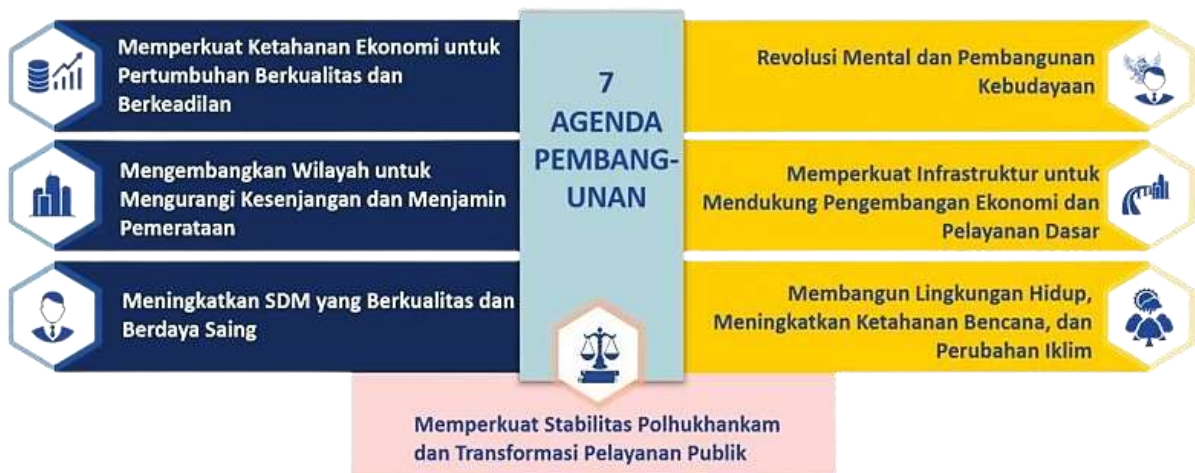 Memperkuat Ketahanan Ekonomi untuk
Pertumbuhan Berkualitas dan
Berkeadilan
Mengembangkan Wilayah untuk
Mengurangi Kesenjangan dan Menjamin
Pemerataan
Meningkatkan SDM yang Berkualitas dan
Berdaya Saing
7
AGENDA
PEMBANG-
UNAN
Revolusi Mental dan Pembangunan
Kebudayaan
Memperkuat Infrastruktur untuk
Mendukung Pengembangan Ekonomi dan
Pelayanan Dasar
Membangun Lingkungan Hidup,
Meningkatkan Ketahanan Bencana, dan
Perubahan Iklim
Memperkuat Stabilitas Polhukhankam
dan Transformasi Pelayanan Publik